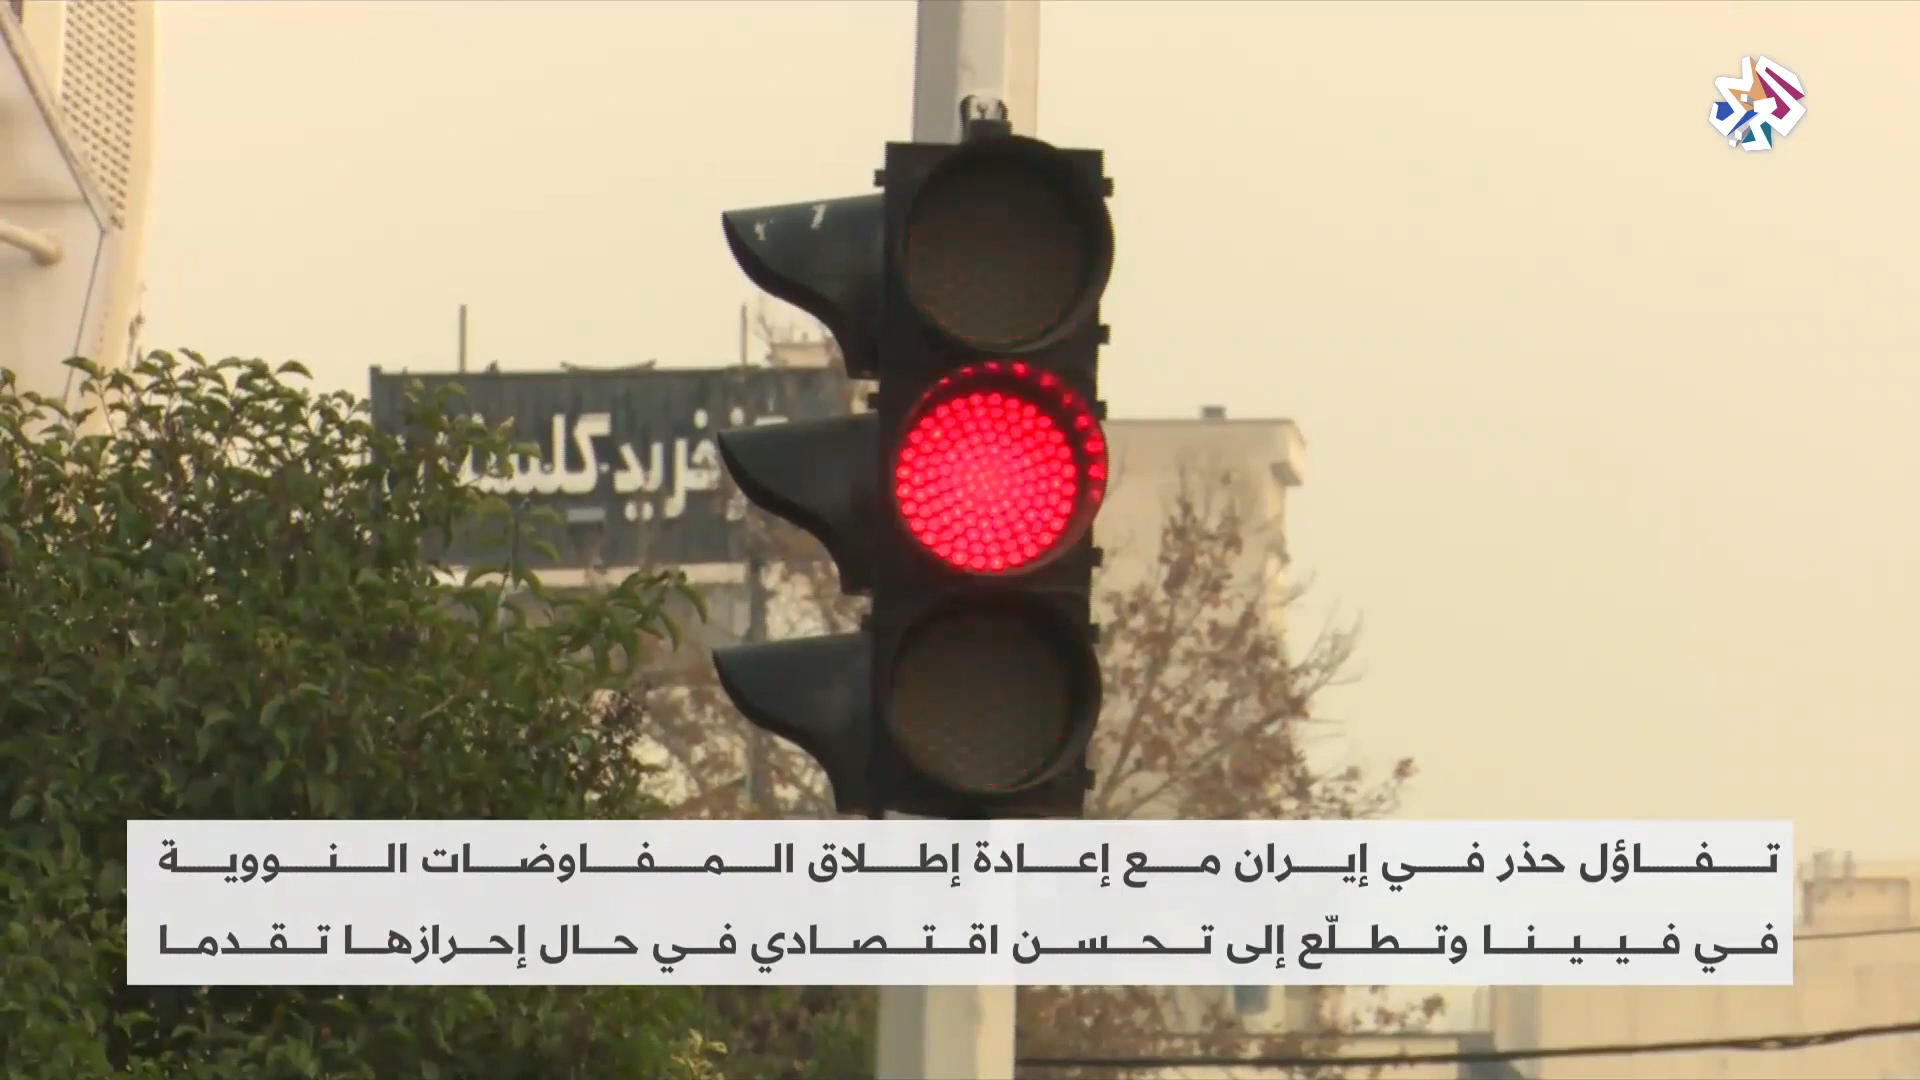 فريد
تفاؤل حذر في إيران مع إعادة إطلاق المفاوضات النووية
في فيينا وتطلّع إلى تحسن اقتصادي في حال إحرازها تقدما